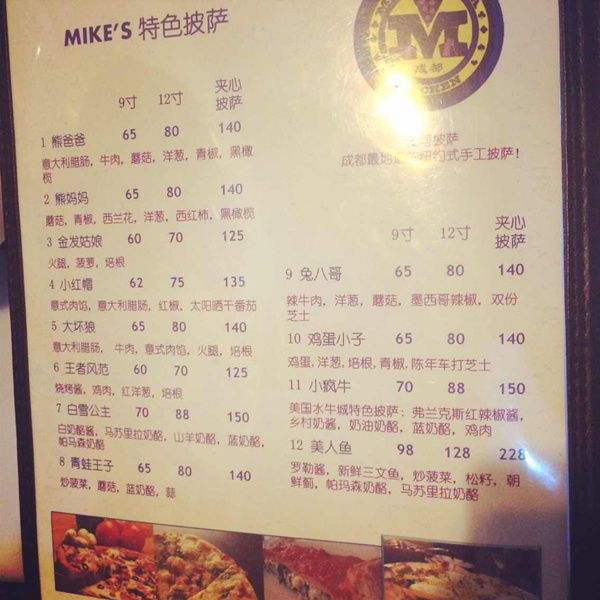 MIKE'S 特色披萨
9寸 12寸 夹心
披萨
1 熊爸爸 65 80 140
意大利腊肠，牛肉，蘑菇，洋葱，青椒，黑橄
榄
2 熊妈妈 65 80 140
蘑菇，青椒，西兰花，洋葱，西红柿，黑橄榄
3 金发姑娘 60 70 125
火腿，菠萝，培根
4 小红帽 62 75 135
意式肉馅，意大利腊肠，红椒，太阳晒干番茄
5 大坏狼 65 80 140
意大利腊肠， 牛肉，意式肉馅，火腿，培根
6 王者风范 60 70 125
烧烤酱，鸡肉，红洋葱，培根
7 白雪公主 70 88 150
白奶酪酱，马苏里拉奶酪，山羊奶酪，蓝奶酪，
帕马森奶酪
8 青蛙王子 65 80 140
炒菠菜，蘑菇，蓝奶酪，蒜
M
成都
披萨
成都最地 纽约式手工披萨！
9寸 12寸 夹心
披萨
9 兔八哥 65 80 140
辣牛肉，洋葱，蘑菇，墨西哥辣椒，双份
芝士
10 鸡蛋小子 65 80 140
鸡蛋,洋葱,培根,青椒,陈年车打芝士
11 小疯牛 70 88 150
美国水牛城特色披萨：弗兰克斯红辣椒酱，
乡村奶酱，奶油奶酪，蓝奶酪，鸡肉
12 美人鱼 98 128 228
罗勒酱，新鲜三文鱼，炒菠菜，松籽，朝
鲜蓟，帕玛森奶酪，马苏里拉奶酪